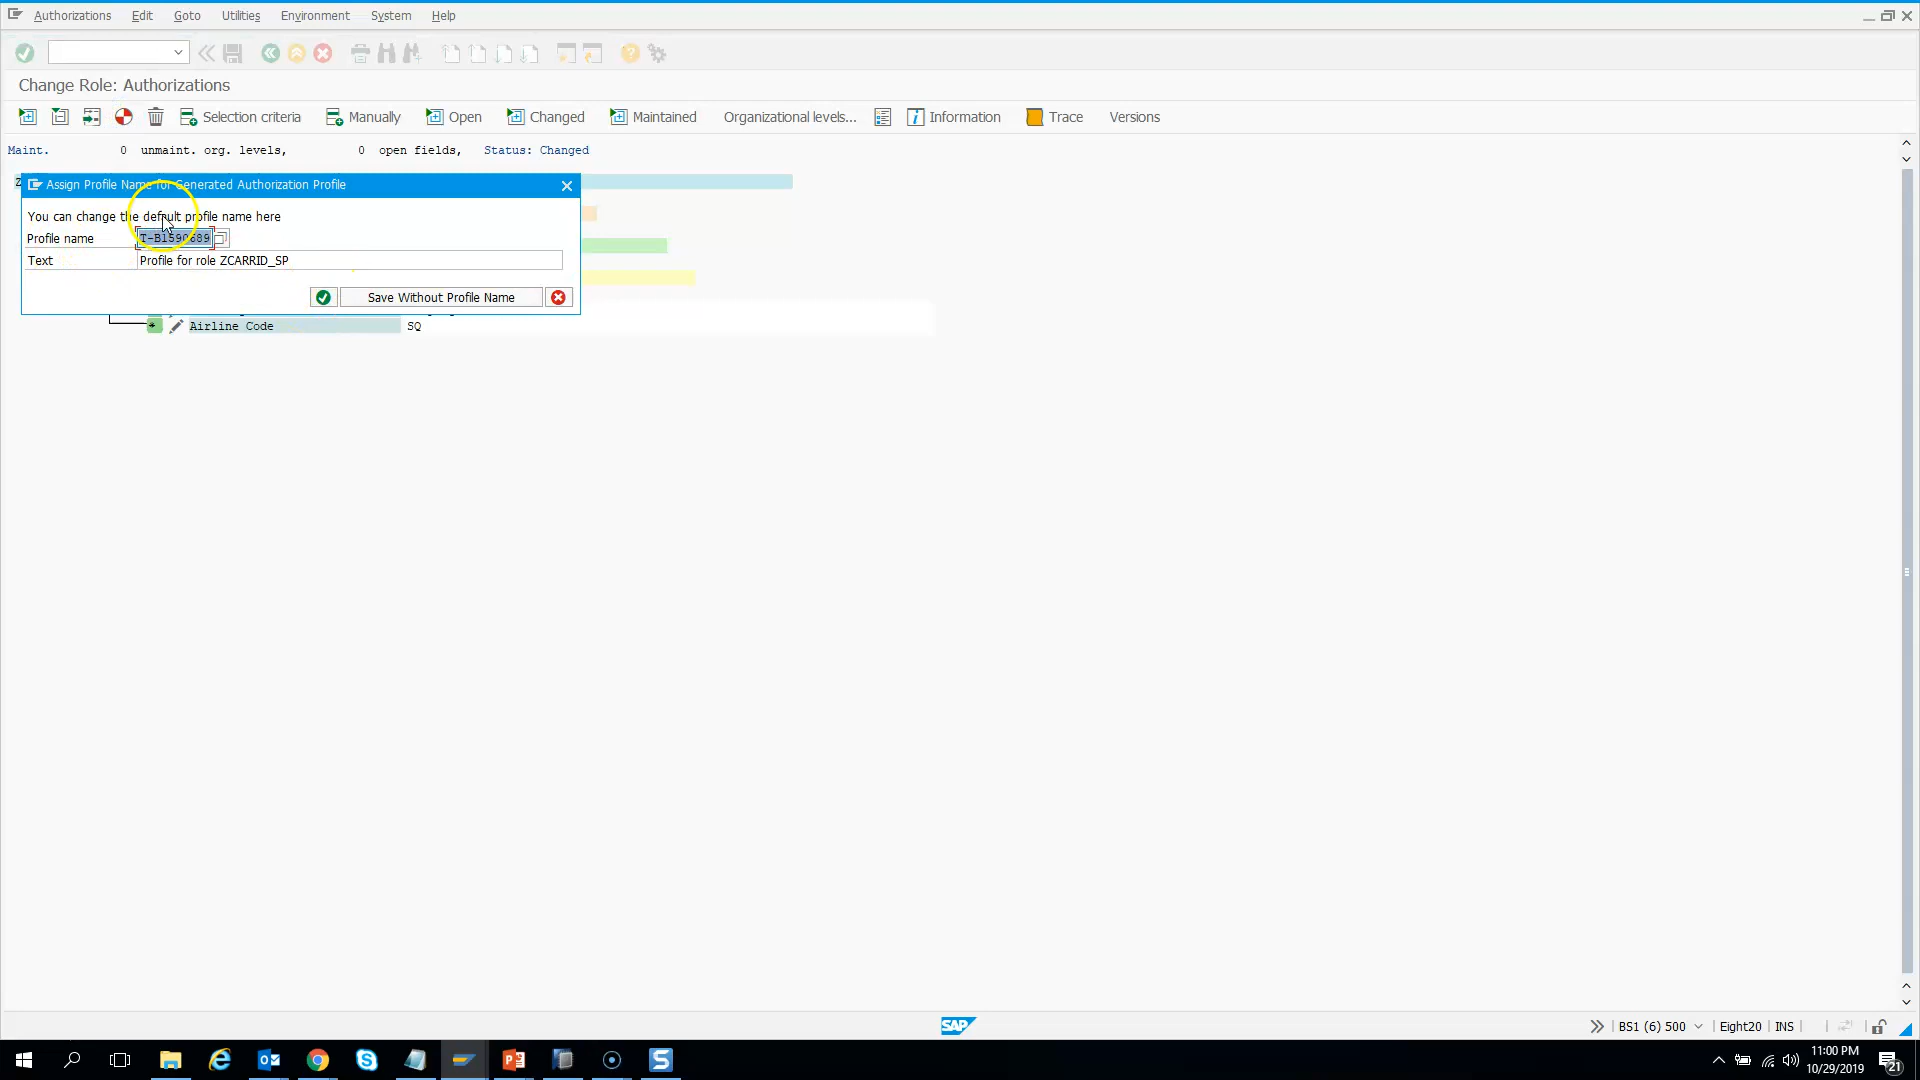 Authorizations Edit Goto Utilities Environment System Help
Change Role: Authorizations
Selection criteria Manually Open Changed Maintained Organizational levels... Information Trace Versions
Maint. 0 unmaint. org. levels, 0 open fields, Status: Changed
Z
Assign Profile Name for Generated Authorization Profile
You can change the default profile name here
Profile name T-B1590689
Text Profile for role ZCARRID_SP
Save Without Profile Name
Airline Code SQ
SAP
BS1 (6) 500 Eight20 INS
11:00 PM
10/29/2019
21